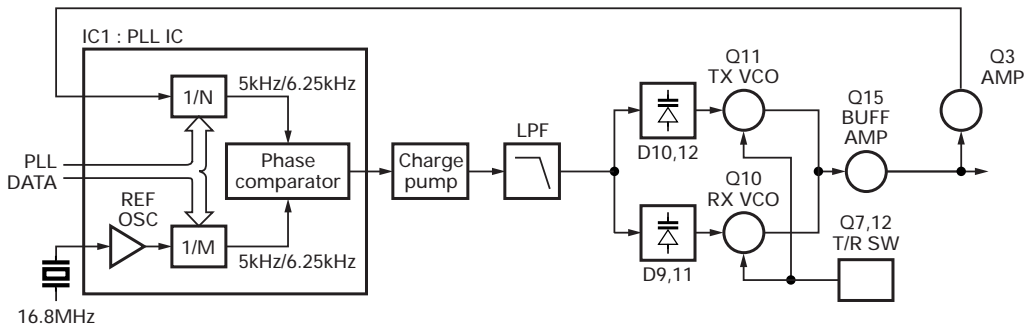 IC1 : PLL IC
1/N
5kHz/6.25kHz
PLL
DATA
Phase
comparator
REF
OSC
1/M
5kHz/6.25kHz
16.8MHz
Charge
pump
LPF
D10,12
D9,11
Q11
TX VCO
Q10
RX VCO
Q15
BUFF
AMP
Q3
AMP
Q7,12
T/R SW